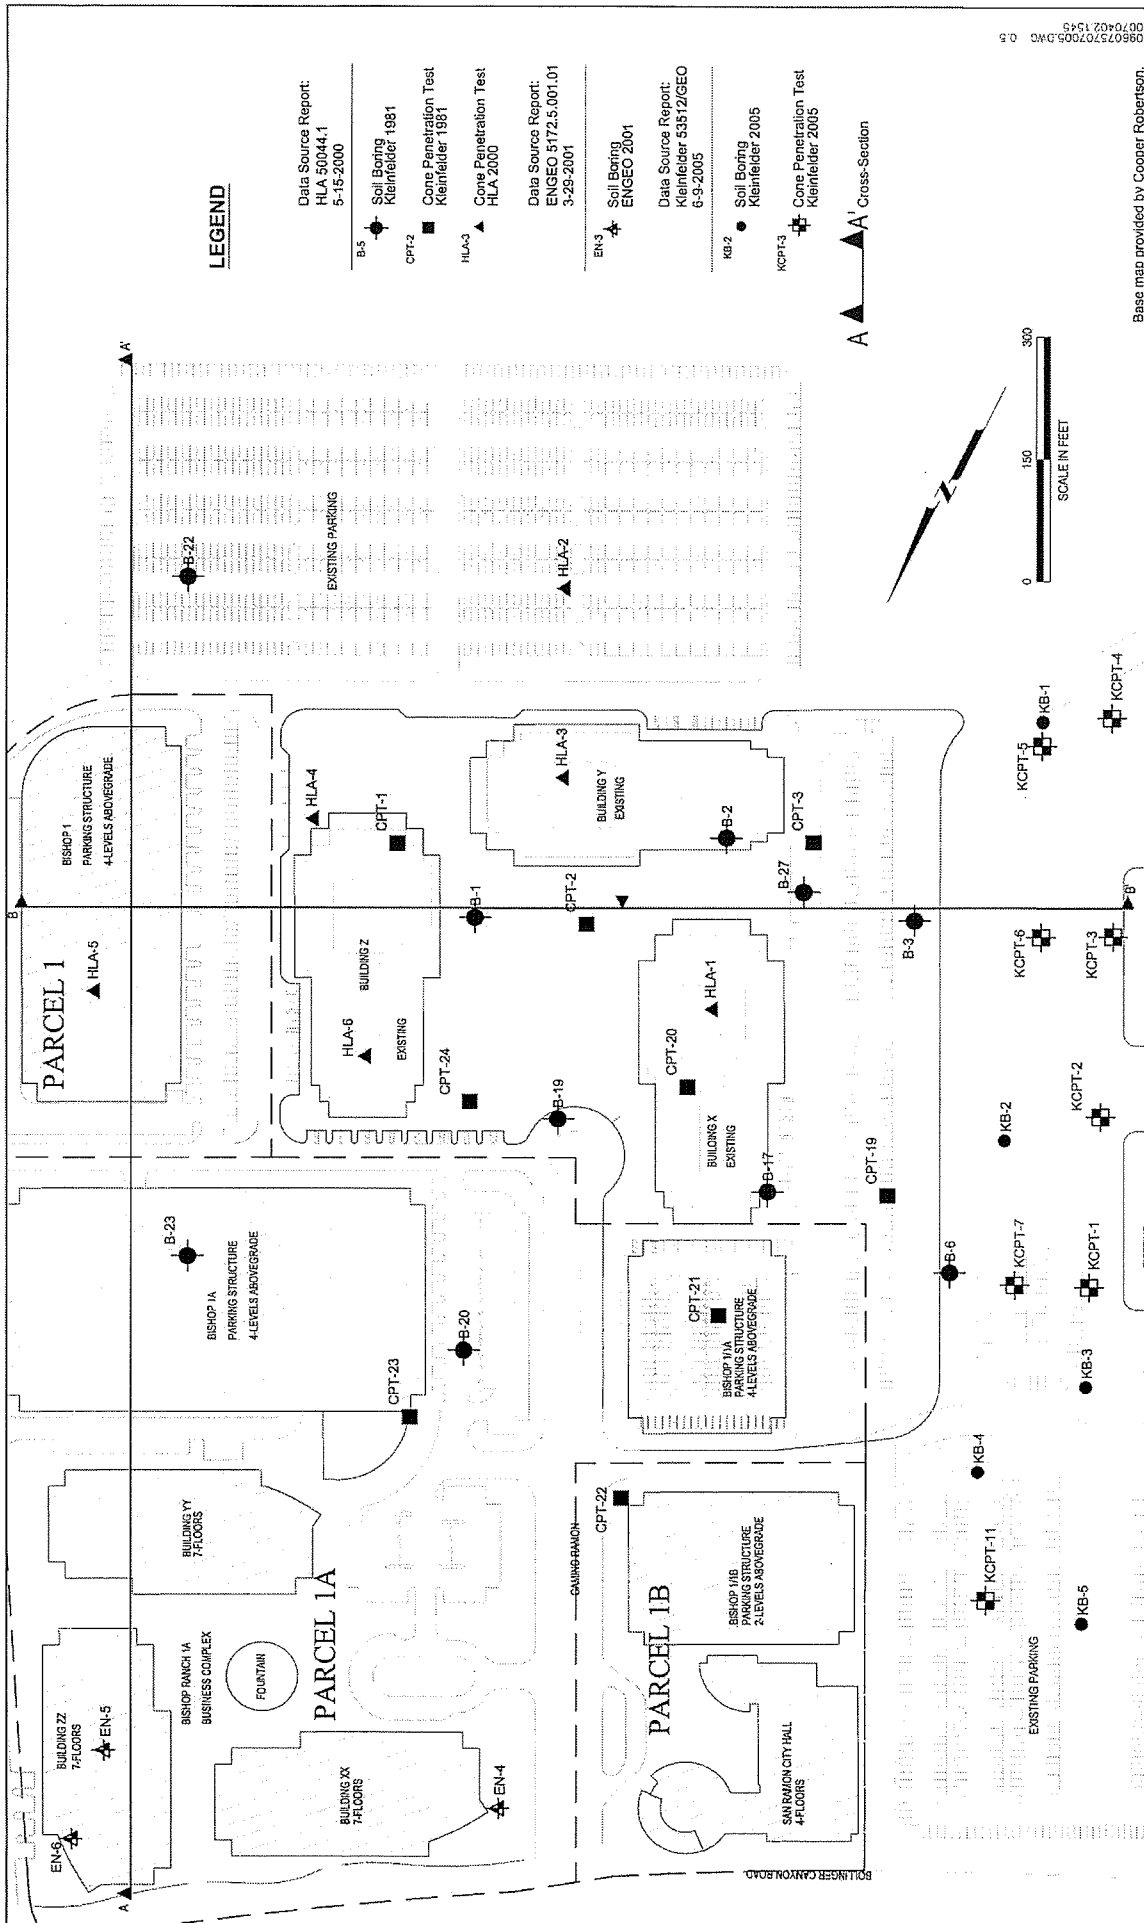 LEGEND
Data Source Report:
HLA 50044.1
5-15-2000
B-5
Soil Boring
Kleinfelder 1981
CPT-2
Cone Penetration Test
Kleinfelder 1981
HLA-3
Cone Penetration Test
HLA 2000
Data Source Report:
ENGEO 5172.5.001.01
3-29-2001
EN-3
Soil Boring
ENGEO 2001
Data Source Report:
Kleinfelder 53512/GEO
6-9-2005
KB-2
Soil Boring
Kleinfelder 2005
KCPT-3
Cone Penetration Test
Kleinfelder 2005
A
A' Cross-Section
Base map provided by Cooper Robertson.
0
150
300
SCALE IN FEET
N
A'
B-22
EXISTING PARKING
HLA-2
B
BISHOP 1
PARKING STRUCTURE
4-LEVELS ABOVEGRADE
PARCEL 1
HLA-5
HLA-4
CPT-1
BUILDING Z
HLA-6
EXISTING
HLA-3
BUILDING Y
EXISTING
B-2
CPT-3
B-27
B-1
CPT-2
B-3
CPT-24
B-19
HLA-1
CPT-20
BUILDING X
EXISTING
B-17
CPT-19
KCPT-5
KB-1
KCPT-4
KCPT-6
KCPT-3
B'
KB-2
KCPT-2
B-23
BISHOP 1A
PARKING STRUCTURE
4-LEVELS ABOVEGRADE
CPT-23
B-20
CPT-21
BISHOP 1/1A
PARKING STRUCTURE
4-LEVELS ABOVEGRADE
B-6
KCPT-7
KCPT-1
KB-3
KB-4
KCPT-11
KB-5
EXISTING PARKING
BUILDING YY
7-FLOORS
BUILDING ZZ
7-FLOORS
EN-5
EN-6
A
BISHOP RANCH 1A
BUSINESS COMPLEX
FOUNTAIN
PARCEL 1A
BUILDING XX
7-FLOORS
EN-4
CAMINO RAMON
CPT-22
BISHOP 1/1B
PARKING STRUCTURE
2-LEVELS ABOVEGRADE
PARCEL 1B
SAN RAMON CITY HALL
4-FLOORS
BOLLINGER CANYON ROAD